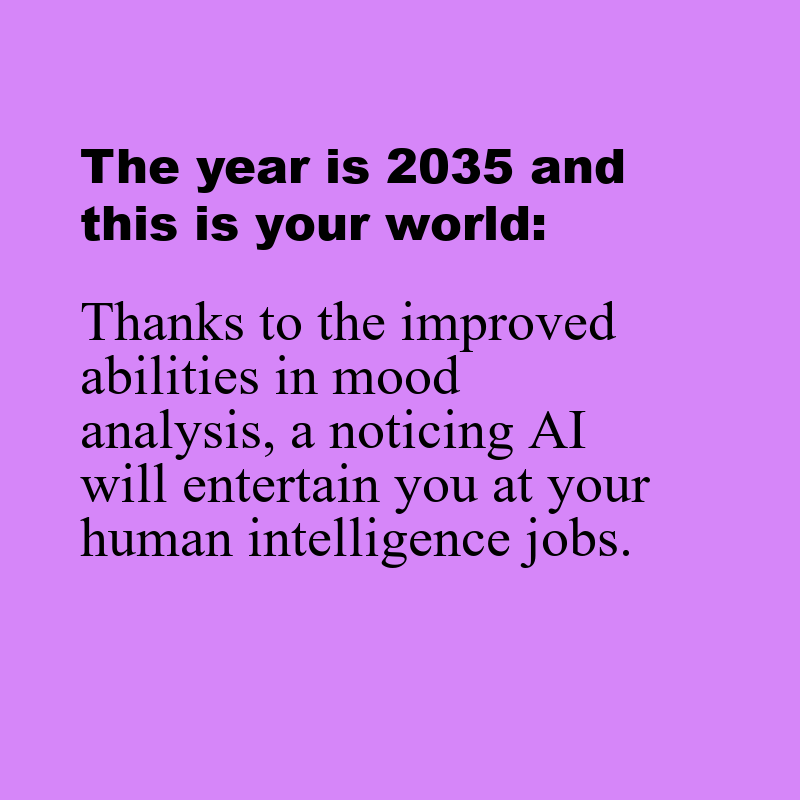 The year is 2035 and
this is your world:
Thanks to the improved
abilities in mood
analysis, a noticing AI
will entertain you at your
human intelligence jobs.